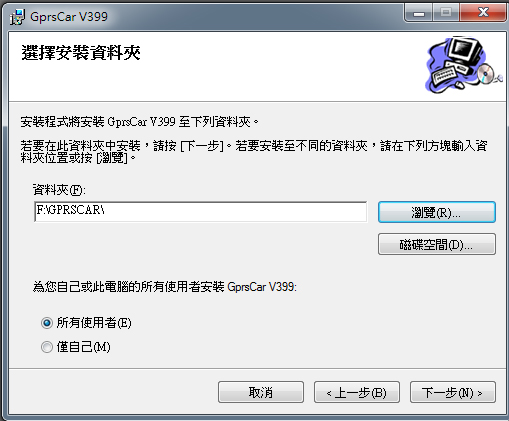 GprsCar V399
選擇安裝資料夾
安裝程式將安裝 GprsCar V399 至下列資料夾。
若要在此資料夾中安裝，請按 [下一步]。若要安裝至不同的資料夾，請在下列方塊輸入資
料夾位置或按 [瀏覽]。
資料夾(F):
F:\GPRSCAR\
瀏覽(R)...
磁碟空間(D)...
為您自己或此電腦的所有使用者安裝 GprsCar V399:
所有使用者(E)
僅自己(M)
取消
< 上一步(B)
下一步(N) >